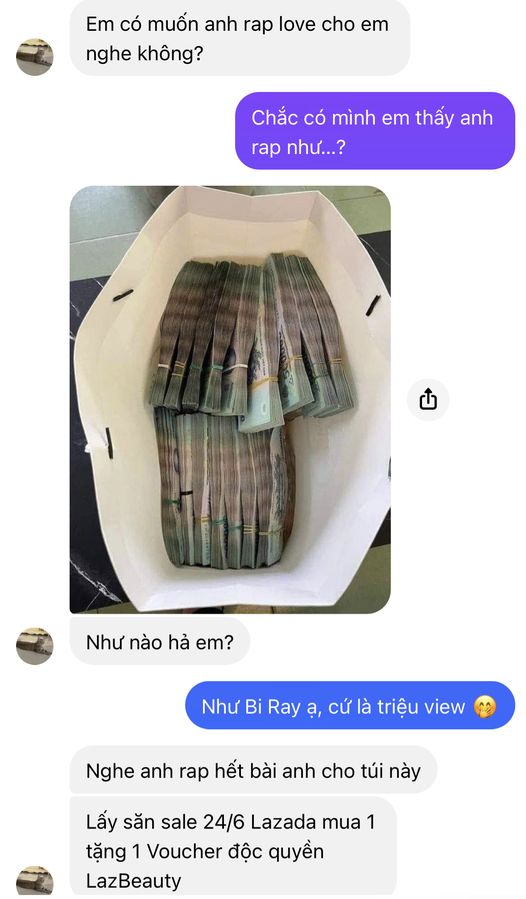 Em có muốn anh rap love cho em
nghe không?
Chắc có mình em thấy anh
rap như...?
Như nào hả em?
Như Bi Ray ạ, cứ là triệu view 🤭
Nghe anh rap hết bài anh cho túi này
Lấy săn sale 24/6 Lazada mua 1
tặng 1 Voucher độc quyền
LazBeauty